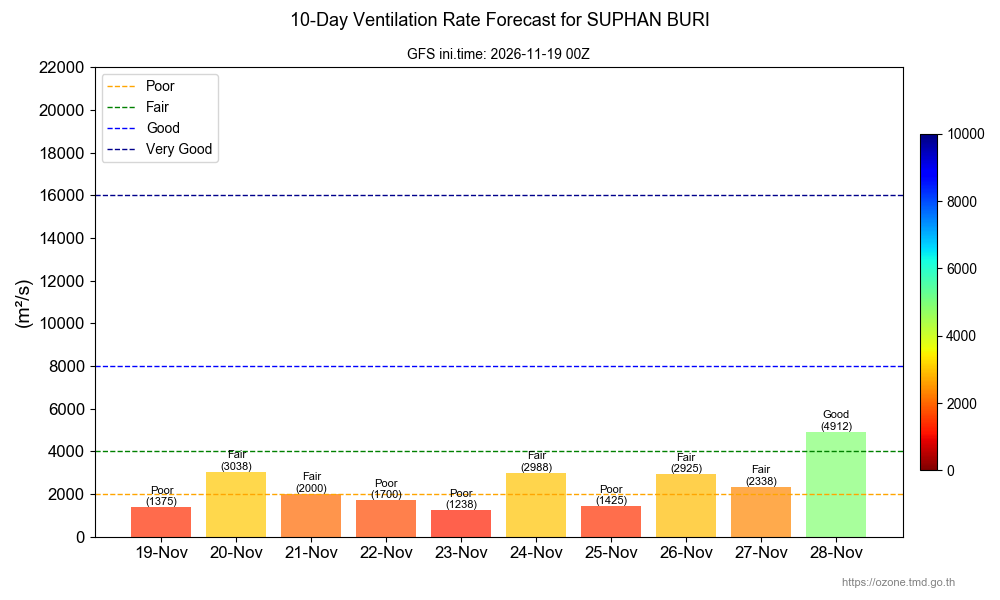 10-Day Ventilation Rate Forecast for SUPHAN BURI
GFS ini.time: 2026-11-19 00Z
22000
20000
18000
16000
14000
12000
10000
8000
6000
4000
2000
0
(m²/s)
Poor
Fair
Good
Very Good
Poor
(1375)
Fair
(3038)
Fair
(2000)
Poor
(1700)
Poor
(1238)
Fair
(2988)
Poor
(1425)
Fair
(2925)
Fair
(2338)
Good
(4912)
19-Nov
20-Nov
21-Nov
22-Nov
23-Nov
24-Nov
25-Nov
26-Nov
27-Nov
28-Nov
10000
8000
6000
4000
2000
0
https://ozone.tmd.go.th